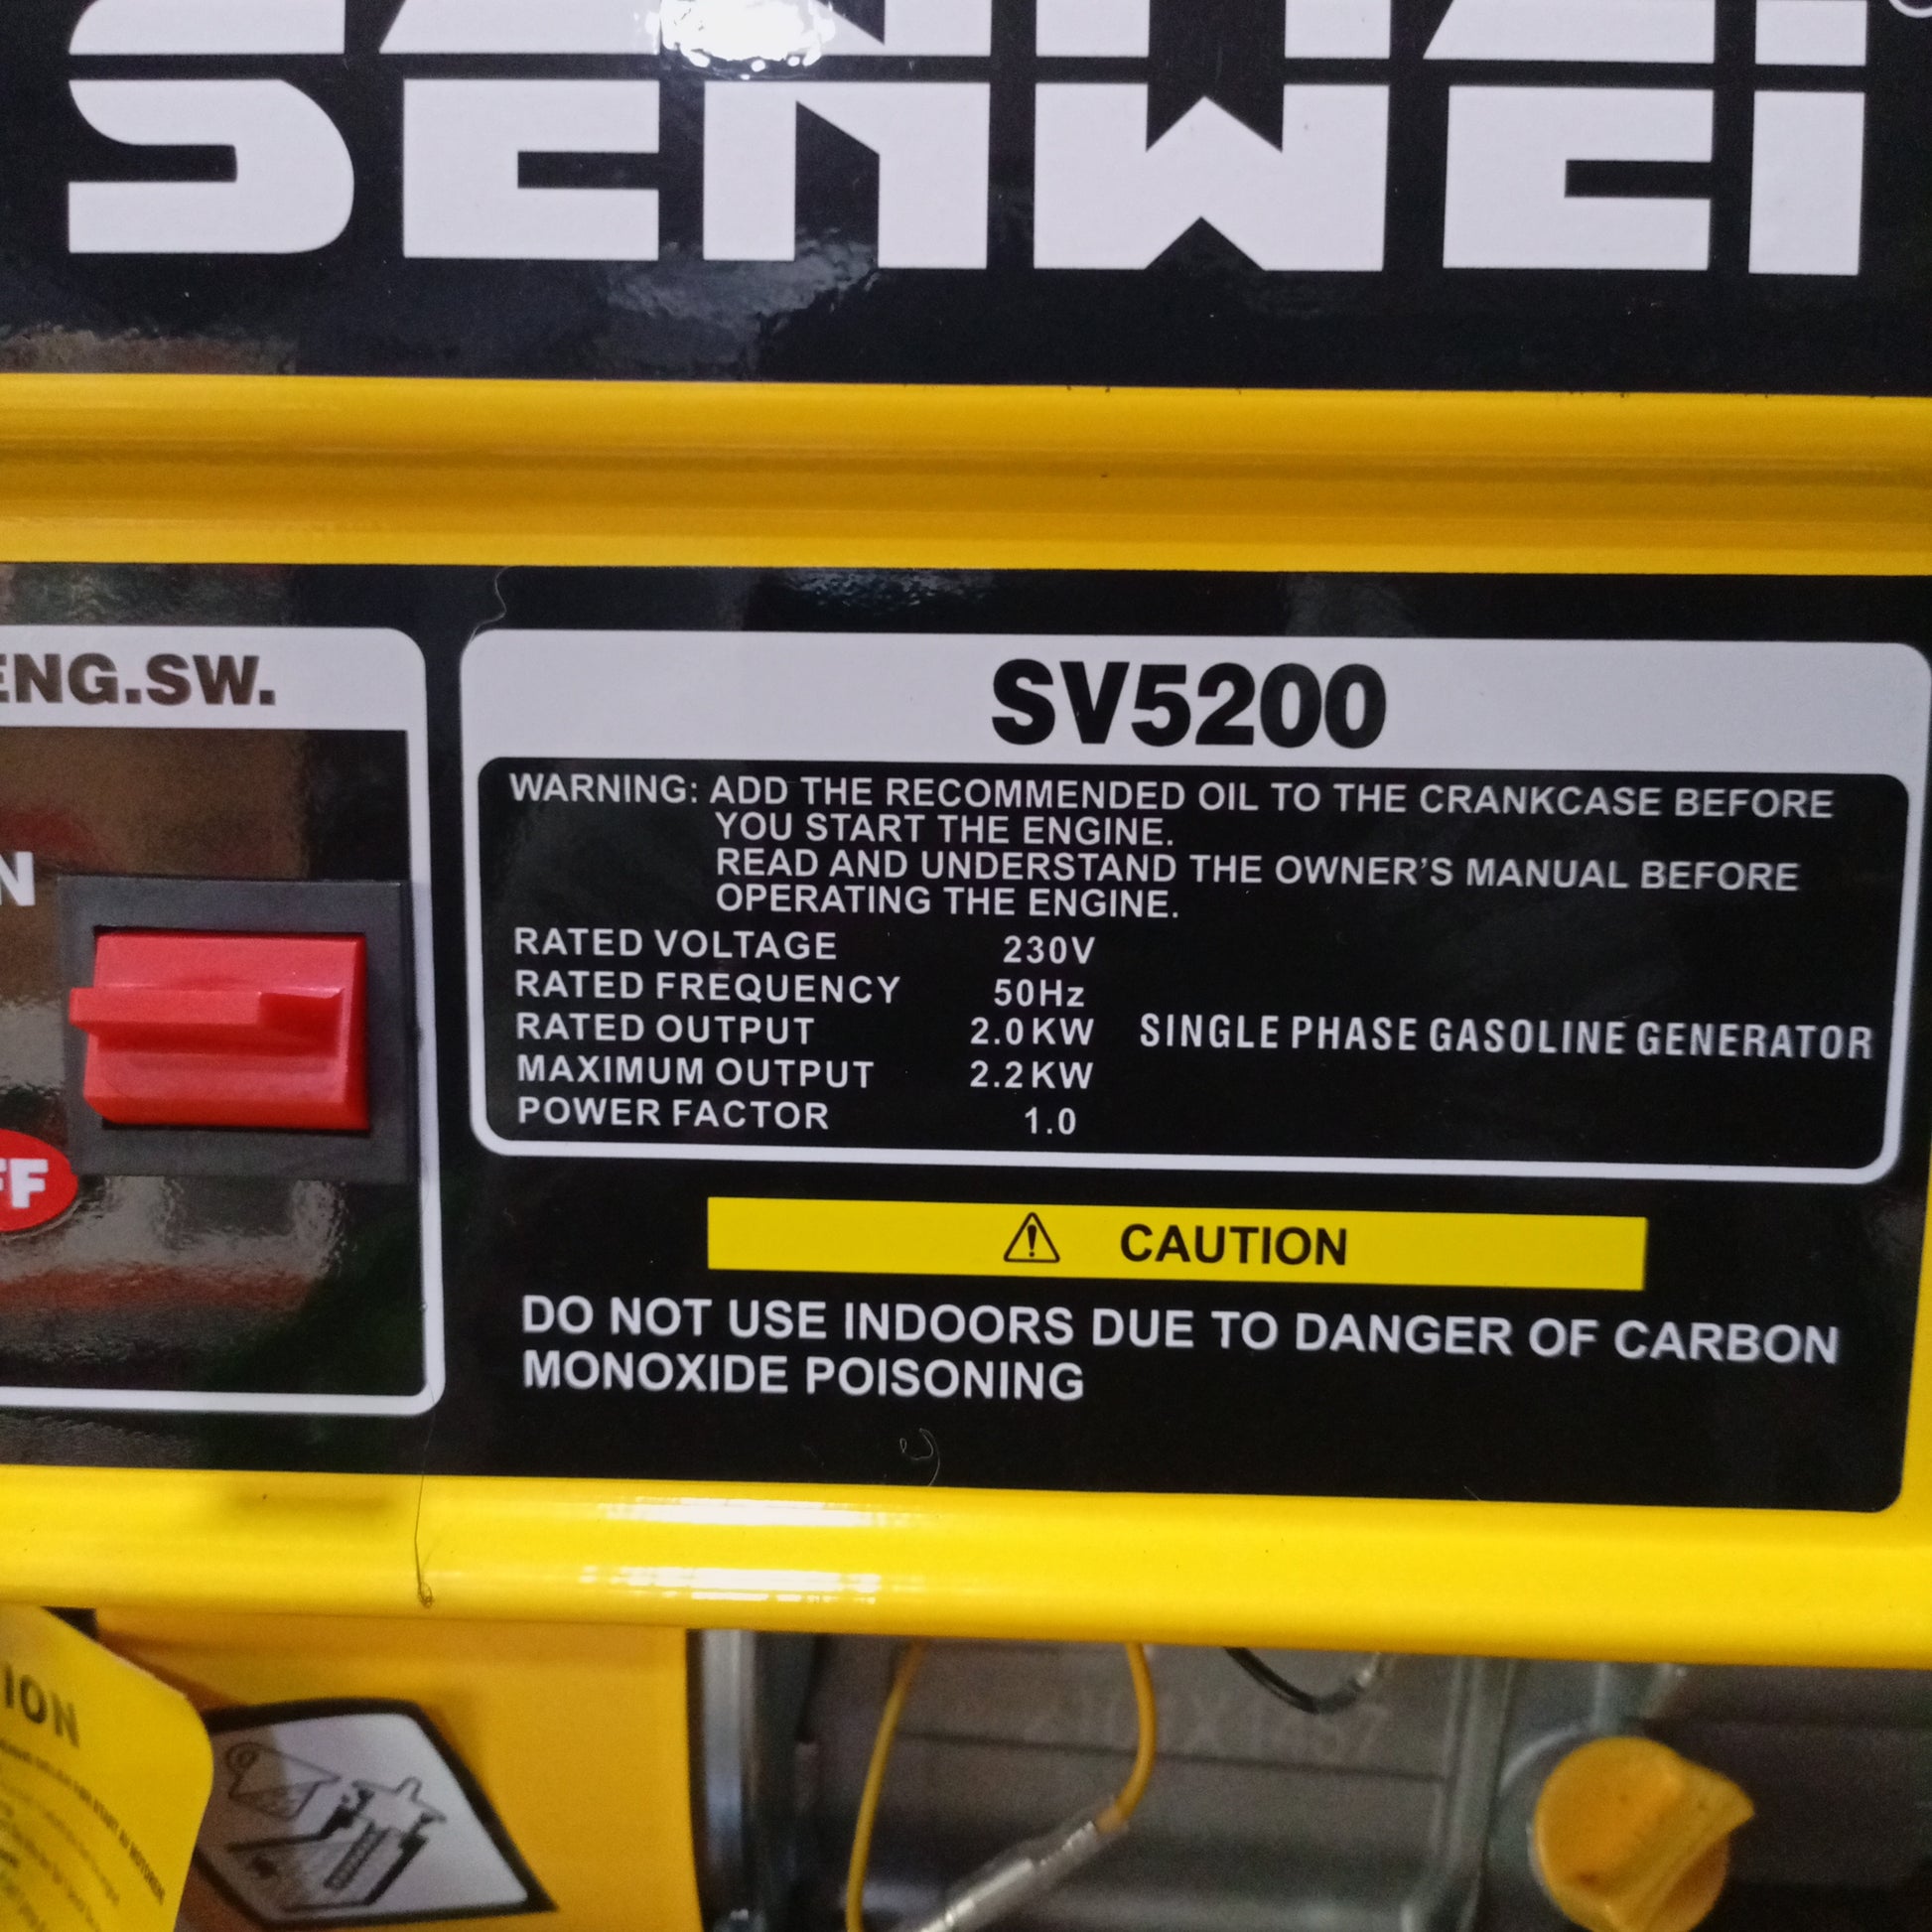 SENWEI
ENG.SW.
SV5200
WARNING: ADD THE RECOMMENDED OIL TO THE CRANKCASE BEFORE
YOU START THE ENGINE.
READ AND UNDERSTAND THE OWNER'S MANUAL BEFORE
OPERATING THE ENGINE.
RATED VOLTAGE 230V
RATED FREQUENCY 50Hz
RATED OUTPUT 2.0KW SINGLE PHASE GASOLINE GENERATOR
MAXIMUM OUTPUT 2.2KW
POWER FACTOR 1.0
CAUTION
DO NOT USE INDOORS DUE TO DANGER OF CARBON
MONOXIDE POISONING